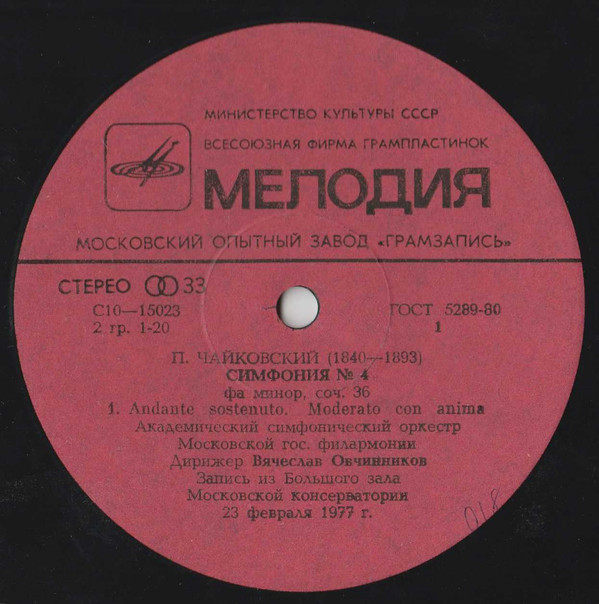 МИНИСТЕРСТВО КУЛЬТУРЫ СССР
ВСЕСОЮЗНАЯ ФИРМА ГРАМПЛАСТИНОК
МЕЛОДИЯ
МОСКОВСКИЙ ОПЫТНЫЙ ЗАВОД «ГРАМЗАПИСЬ»
СТЕРЕО 33
С10—15023 ГОСТ 5289-80
2 гр. 1-20 1
П. ЧАЙКОВСКИЙ (1840—1893)
СИМФОНИЯ № 4
фа минор, соч. 36
1. Andante sostenuto. Moderato con anima
Академический симфонический оркестр
Московской гос. филармонии
Дирижер Вячеслав Овчинников
Запись из Большого зала
Московской консерватории
23 февраля 1977 г.